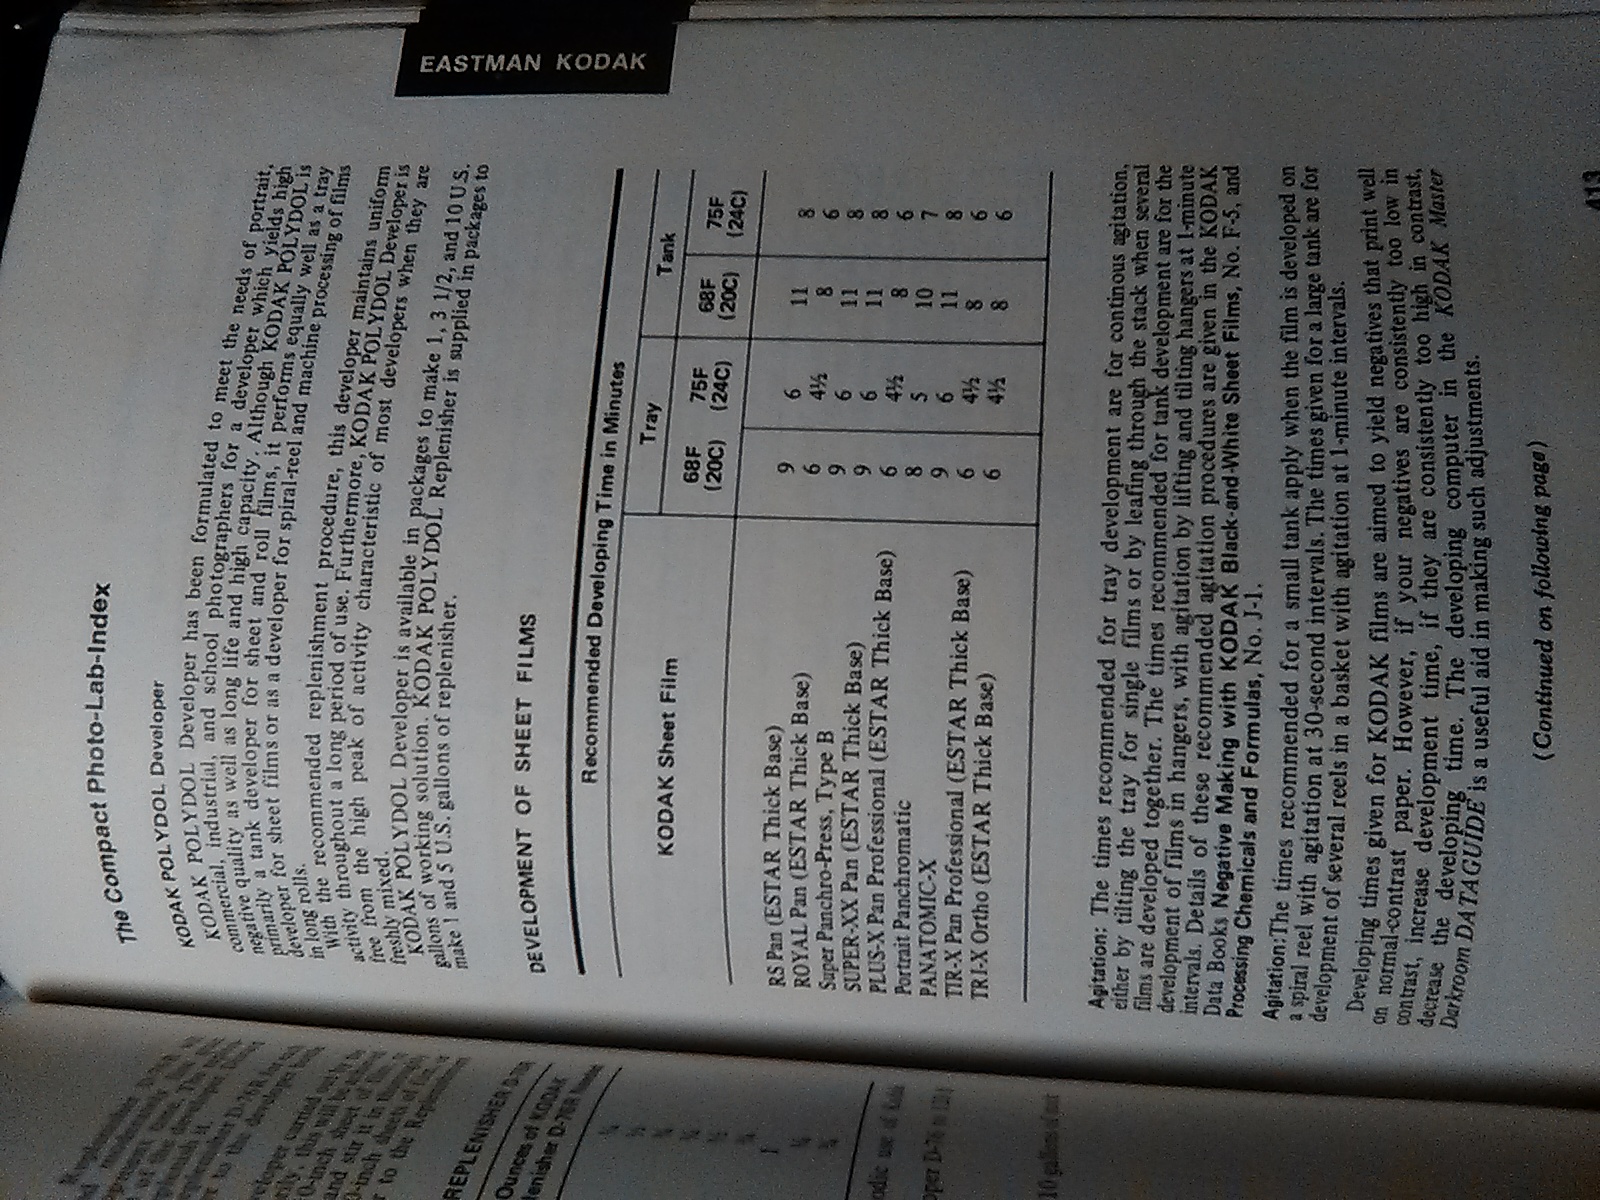 EASTMAN KODAK
The Compact Photo-Lab-Index
KODAK POLYDOL Developer
KODAK POLYDOL Developer has been formulated to meet the needs of portrait,
commercial, industrial, and school photographers for a developer which yields high
negative quality as well as long life and high capacity. Although KODAK POLYDOL is
primarily a tank developer for sheet and roll films, it performs equally well as a tray
developer for sheet films or as a developer for spiral-reel and machine processing of films
in long rolls.
With the recommended replenishment procedure, this developer maintains uniform
activity throughout a long period of use. Furthermore, KODAK POLYDOL Developer is
free from the high peak of activity characteristic of most developers when they are
freshly mixed.
KODAK POLYDOL Developer is available in packages to make 1, 3 1/2, and 10 U.S.
gallons of working solution. KODAK POLYDOL Replenisher is supplied in packages to
make 1 and 5 U.S. gallons of replenisher.
DEVELOPMENT OF SHEET FILMS
Recommended Developing Time in Minutes
KODAK Sheet Film Tray Tank
68F (20C) 75F (24C) 68F (20C) 75F (24C)
RS Pan (ESTAR Thick Base) 9 6 11 8
ROYAL Pan (ESTAR Thick Base) 6 4½ 8 6
Super Panchro-Press, Type B 9 6 11 8
SUPER-XX Pan (ESTAR Thick Base) 9 6 11 8
PLUS-X Pan Professional (ESTAR Thick Base) 6 4½ 8 6
Portrait Panchromatic 8 5 10 7
PANATOMIC-X 9 6 11 8
TIR-X Pan Professional (ESTAR Thick Base) 6 4½ 8 6
TRI-X Ortho (ESTAR Thick Base) 6 4½ 8 6
Agitation: The times recommended for tray development are for continous agitation,
either by tilting the tray for single films or by leafing through the stack when several
films are developed together. The times recommended for tank development are for the
development of films in hangers, with agitation by lifting and tilting hangers at 1-minute
intervals. Details of these recommended agitation procedures are given in the KODAK
Data Books Negative Making with KODAK Black-and-White Sheet Films, No. F-5, and
Processing Chemicals and Formulas, No. J-1.
Agitation: The times recommended for a small tank apply when the film is developed on
a spiral reel with agitation at 30-second intervals. The times given for a large tank are for
development of several reels in a basket with agitation at 1-minute intervals.
Developing times given for KODAK films are aimed to yield negatives that print well
on normal-contrast paper. However, if your negatives are consistently too low in
contrast, increase development time, if they are consistently too high in contrast,
decrease the developing time. The developing computer in the KODAK Master
Darkroom DATAGUIDE is a useful aid in making such adjustments.
(Continued on following page)
413
REPLENISHER
Ounces of KODAK
10 gallons of